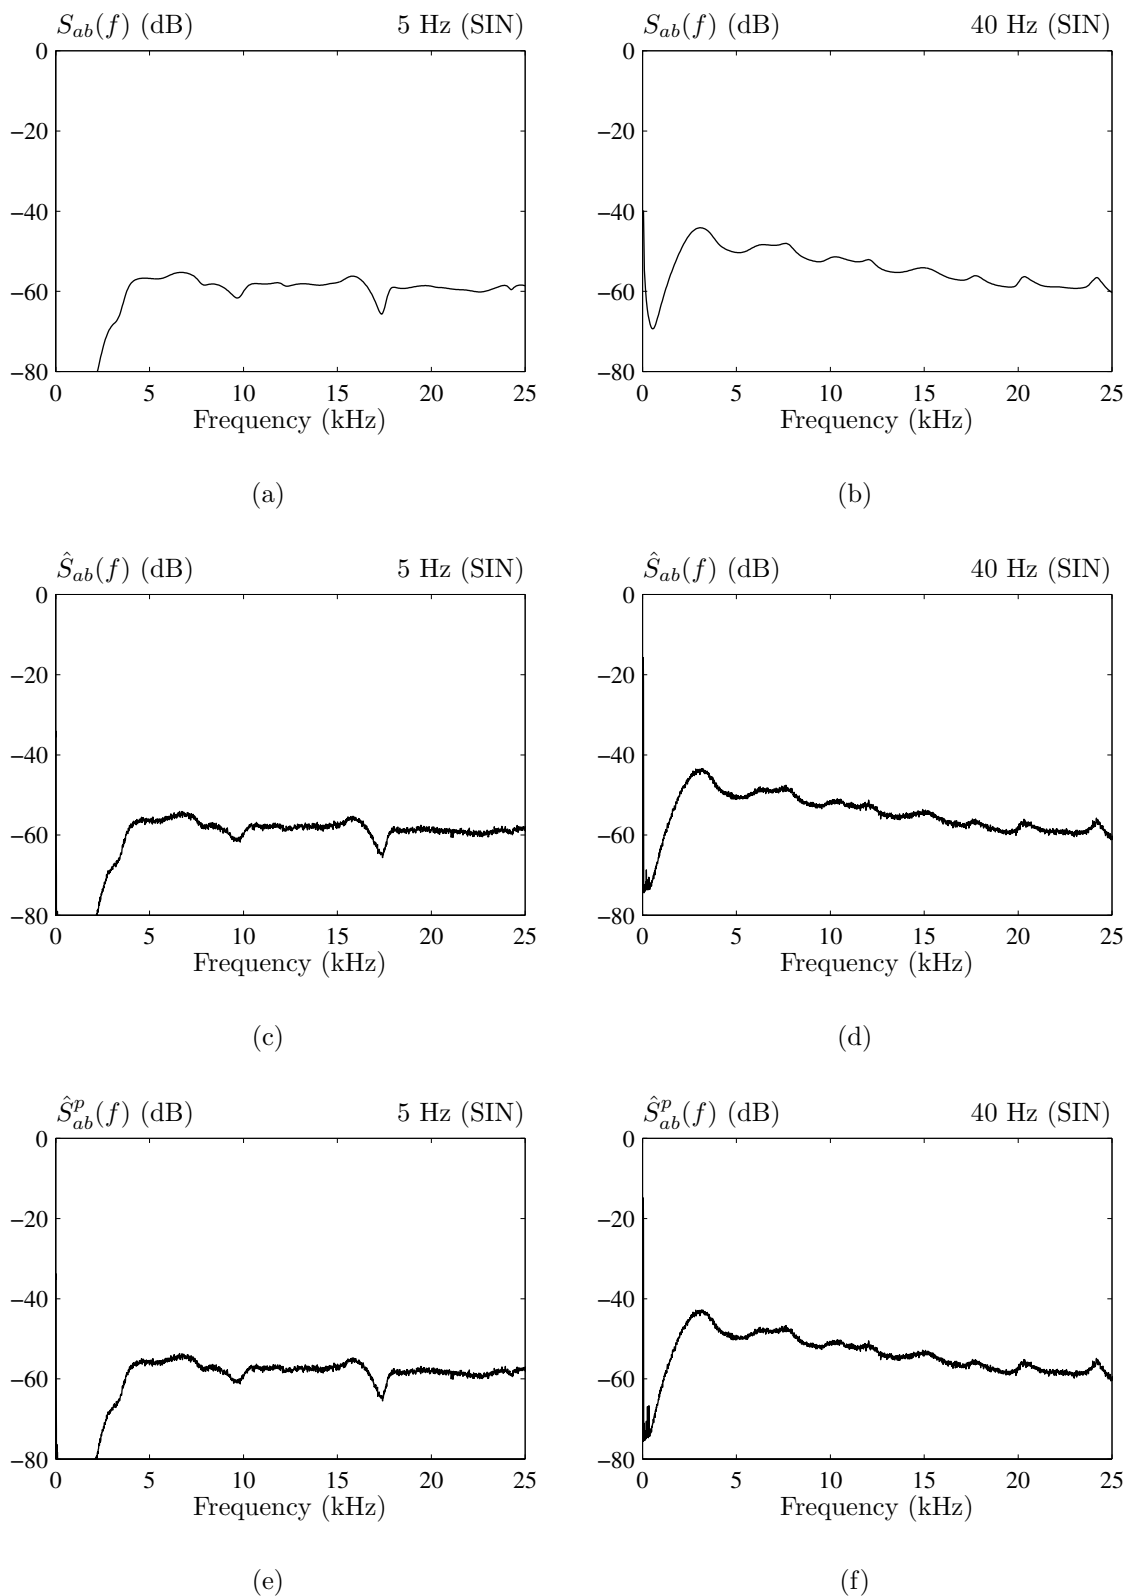 S_ab(f) (dB) 5 Hz (SIN)
0
−20
−40
−60
−80
0 5 10 15 20 25
Frequency (kHz)
(a)
S_ab(f) (dB) 40 Hz (SIN)
0
−20
−40
−60
−80
0 5 10 15 20 25
Frequency (kHz)
(b)
Ŝ_ab(f) (dB) 5 Hz (SIN)
0
−20
−40
−60
−80
0 5 10 15 20 25
Frequency (kHz)
(c)
Ŝ_ab(f) (dB) 40 Hz (SIN)
0
−20
−40
−60
−80
0 5 10 15 20 25
Frequency (kHz)
(d)
Ŝ^p_ab(f) (dB) 5 Hz (SIN)
0
−20
−40
−60
−80
0 5 10 15 20 25
Frequency (kHz)
(e)
Ŝ^p_ab(f) (dB) 40 Hz (SIN)
0
−20
−40
−60
−80
0 5 10 15 20 25
Frequency (kHz)
(f)